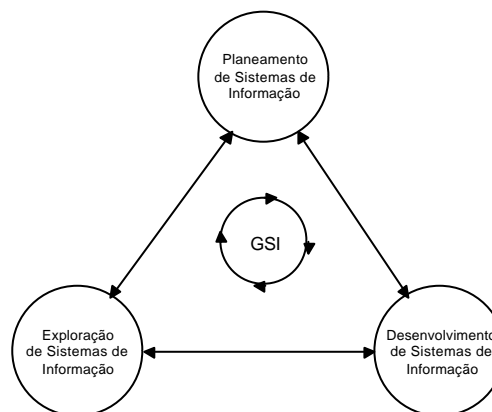 Planeamento
de Sistemas de
Informação
GSI
Exploração
de Sistemas de
Informação
Desenvolvimento
de Sistemas de
Informação